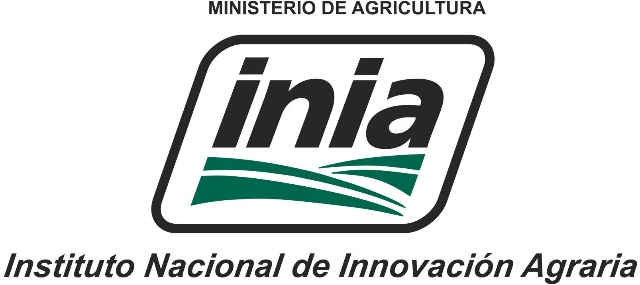 MINISTERIO DE AGRICULTURA
inia
Instituto Nacional de Innovación Agraria